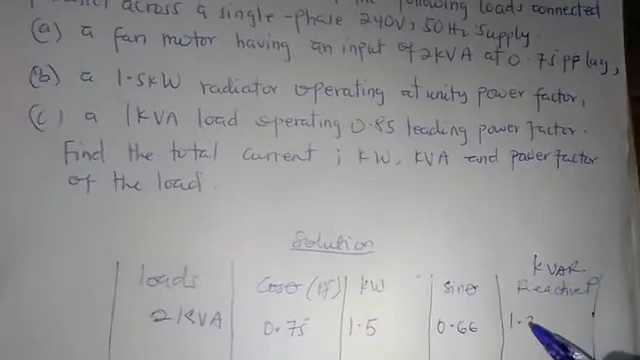 across a single-phase 240V, 50Hz supply.
(a) a fan motor having an input of 2KVA at 0.75 pf lag,
(b) a 1.5KW radiator operating at unity power factor,
(c) a 1KVA load operating 0.85 leading power factor.
Find the total current; KW, KVA and power factor
of the load.
Solution
loads Cosø (Pf) KW Sinø KVAR Reactive P
2KVA 0.75 1.5 0.66